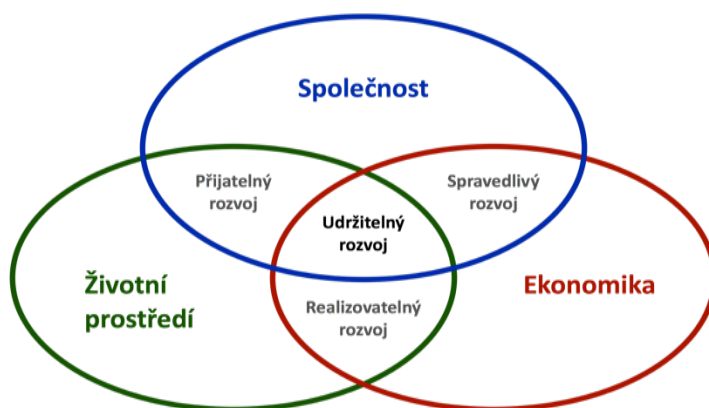 Společnost
Přijatelný
rozvoj
Spravedlivý
rozvoj
Udržitelný
rozvoj
Životní
prostředí
Ekonomika
Realizovatelný
rozvoj